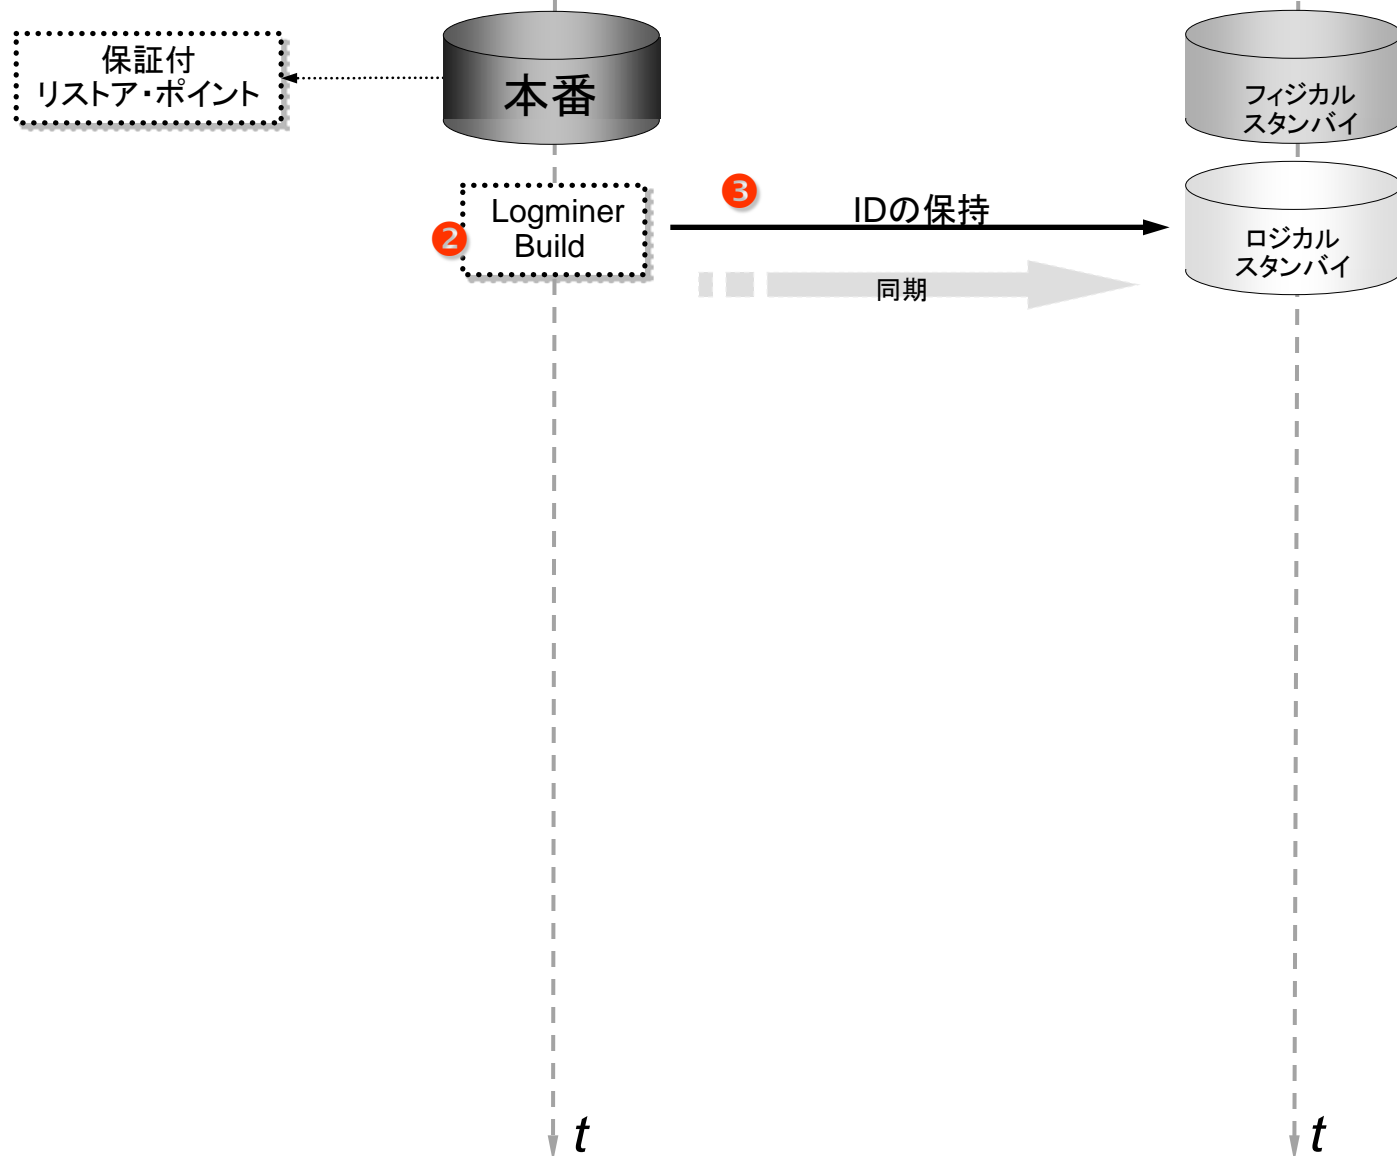 保証付
リストア・ポイント
本番
フィジカル
スタンバイ
❸
IDの保持
❷
Logminer
Build
ロジカル
スタンバイ
同期
t
t